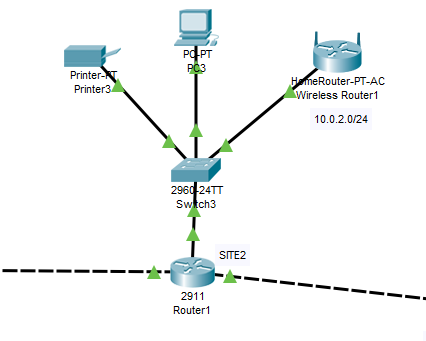 PC-PT
PC3
Printer-PT
Printer3
HomeRouter-PT-AC
Wireless Router1
10.0.2.0/24
2960-24TT
Switch3
SITE2
2911
Router1